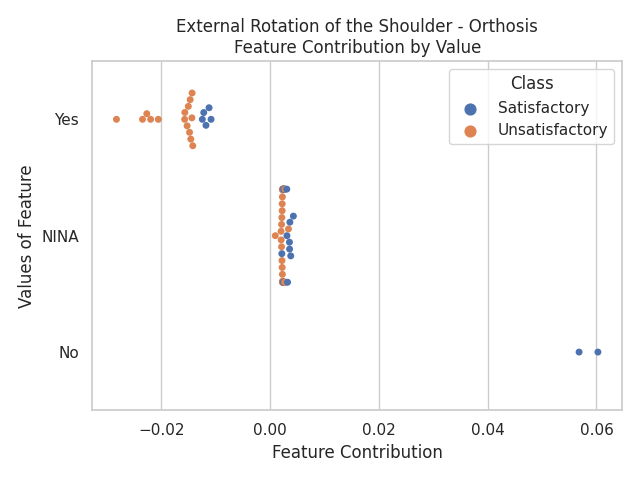 External Rotation of the Shoulder - Orthosis
Feature Contribution by Value
Class
Satisfactory
Unsatisfactory
Values of Feature
Yes
NINA
No
−0.02 0.00 0.02 0.04 0.06
Feature Contribution